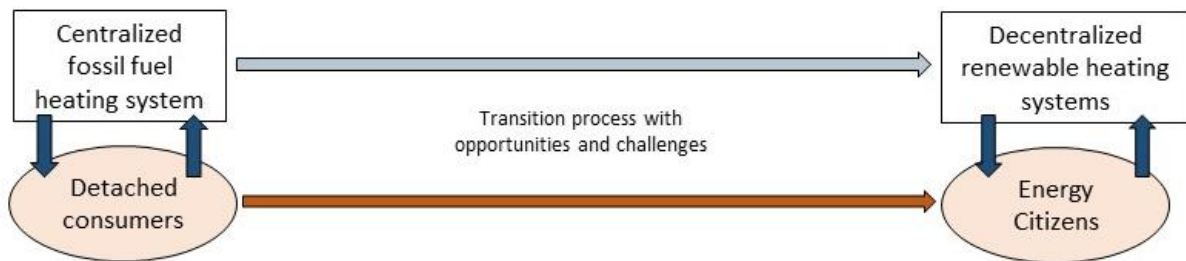 Centralized
fossil fuel
heating system
Decentralized
renewable heating
systems
Transition process with
opportunities and challenges
Detached
consumers
Energy
Citizens